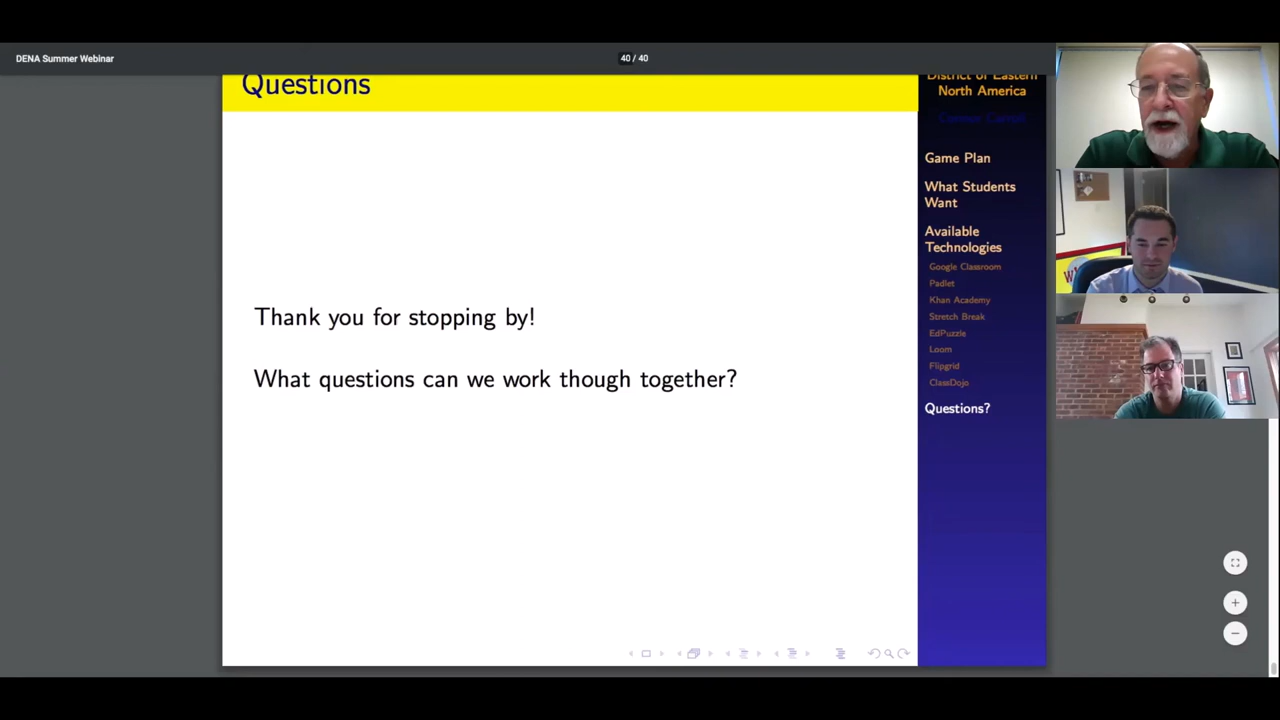 DENA Summer Webinar
40 / 40
Questions
District of Eastern
North America
Connor Carroll
Game Plan
What Students
Want
Available
Technologies
Google Classroom
Padlet
Khan Academy
Stretch Break
EdPuzzle
Loom
Flipgrid
ClassDojo
Questions?
Thank you for stopping by!
What questions can we work though together?